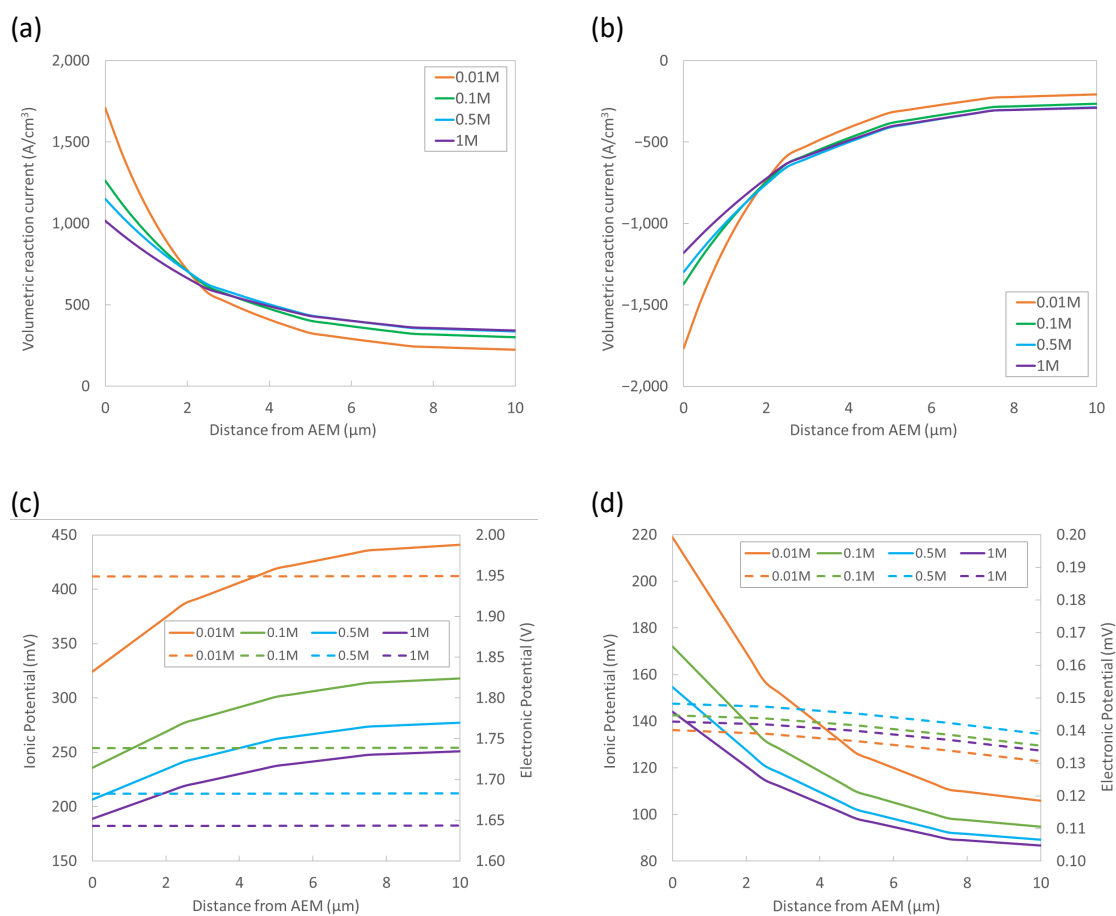 (a)
2,000
1,500
1,000
500
0
Volumetric reaction current (A/cm³)
0.01M
0.1M
0.5M
1M
0 2 4 6 8 10
Distance from AEM (μm)
(b)
0
−500
−1,000
−1,500
−2,000
Volumetric reaction current (A/cm³)
0.01M
0.1M
0.5M
1M
0 2 4 6 8 10
Distance from AEM (μm)
(c)
450
400
350
300
250
200
150
Ionic Potential (mV)
0.01M 0.1M 0.5M 1M
0.01M 0.1M 0.5M 1M
2.00
1.95
1.90
1.85
1.80
1.75
1.70
1.65
1.60
Electronic Potential (V)
0 2 4 6 8 10
Distance from AEM (μm)
(d)
220
200
180
160
140
120
100
80
Ionic Potential (mV)
0.01M 0.1M 0.5M 1M
0.01M 0.1M 0.5M 1M
0.20
0.19
0.18
0.17
0.16
0.15
0.14
0.13
0.12
0.11
0.10
Electronic Potential (mV)
0 2 4 6 8 10
Distance from AEM (μm)